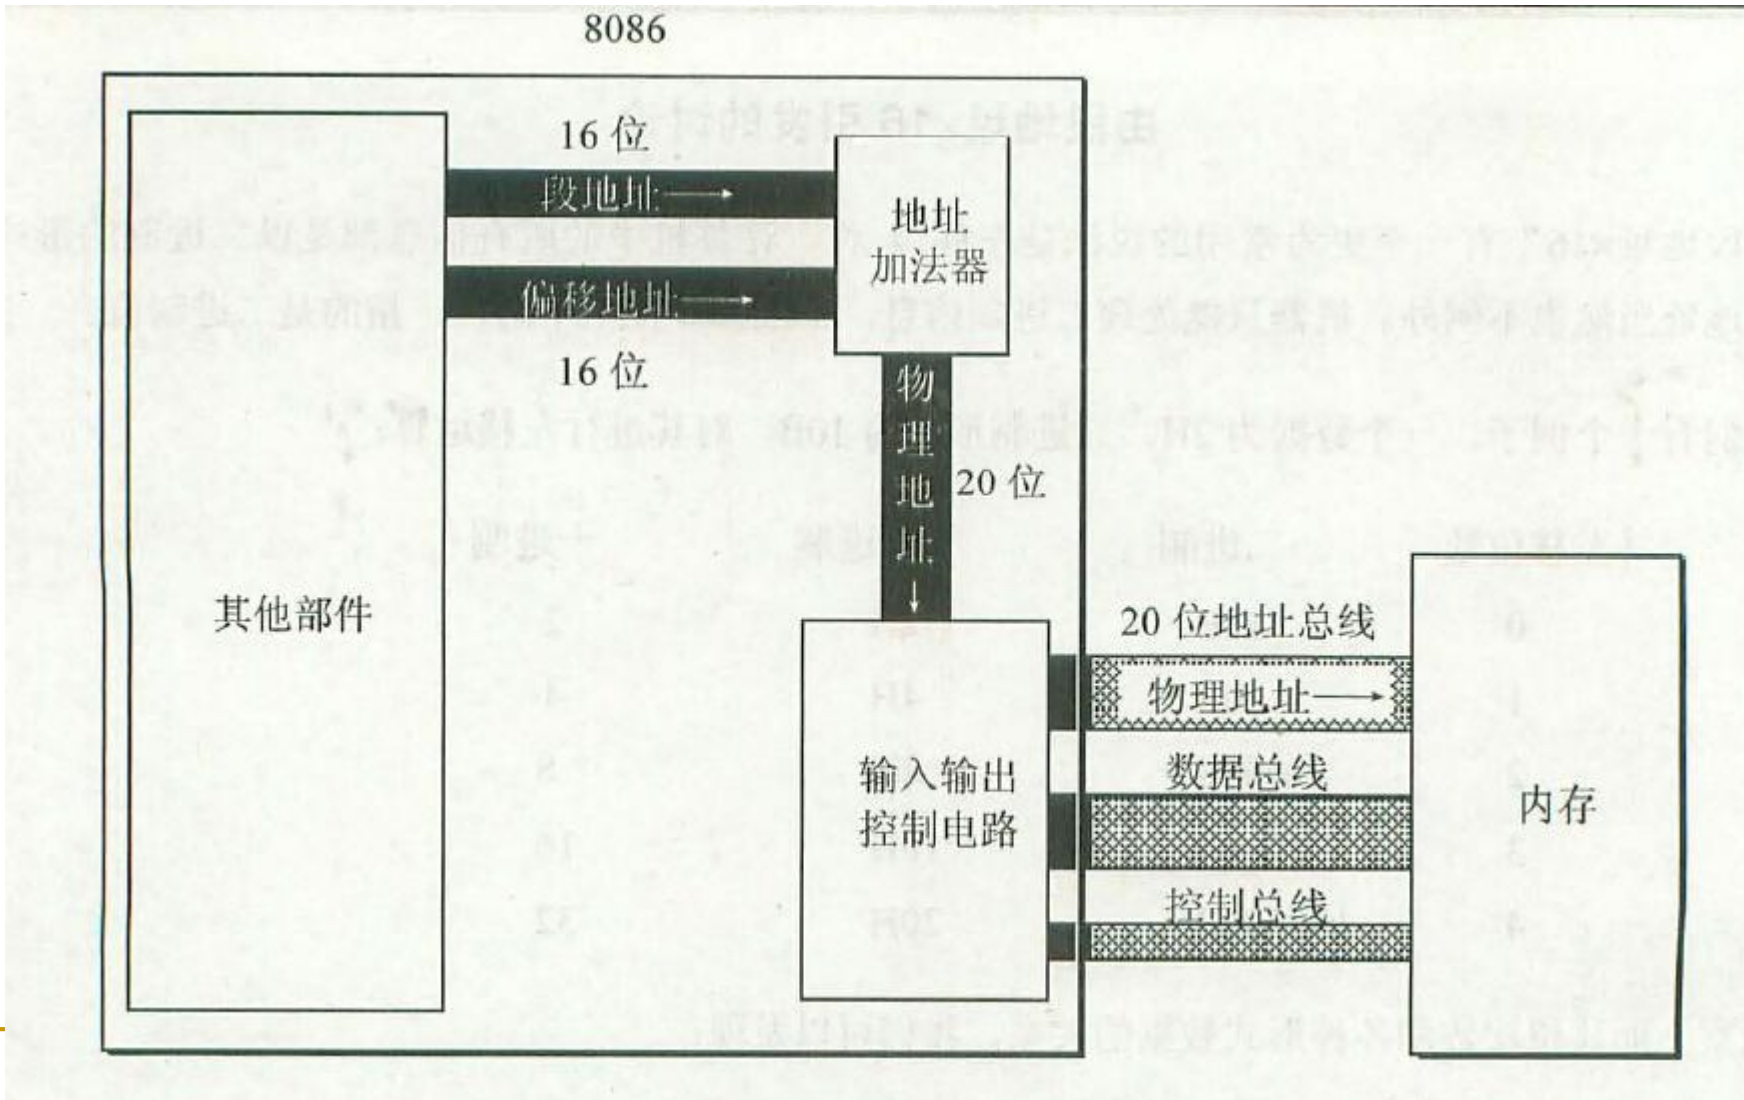 8086
16 位
段地址
地址
加法器
偏移地址
16 位
物理地址
20 位
其他部件
20 位地址总线
物理地址
输入输出
控制电路
数据总线
内存
控制总线